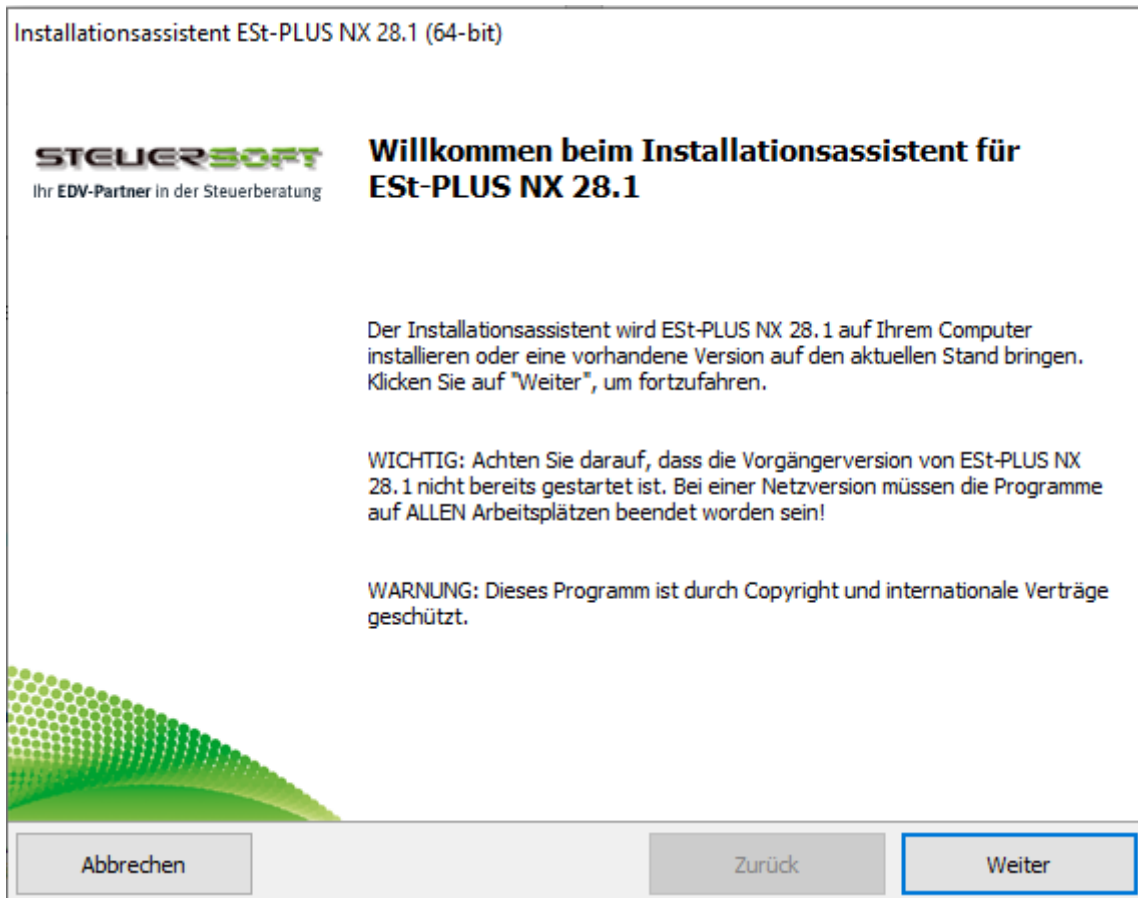 Installationsassistent ESt-PLUS NX 28.1 (64-bit)
STEUERSOFT
Ihr EDV-Partner in der Steuerberatung
Willkommen beim Installationsassistent für
ESt-PLUS NX 28.1
Der Installationsassistent wird ESt-PLUS NX 28.1 auf Ihrem Computer
installieren oder eine vorhandene Version auf den aktuellen Stand bringen.
Klicken Sie auf "Weiter", um fortzufahren.
WICHTIG: Achten Sie darauf, dass die Vorgängerversion von ESt-PLUS NX
28.1 nicht bereits gestartet ist. Bei einer Netzversion müssen die Programme
auf ALLEN Arbeitsplätzen beendet worden sein!
WARNUNG: Dieses Programm ist durch Copyright und internationale Verträge
geschützt.
Abbrechen
Zurück
Weiter